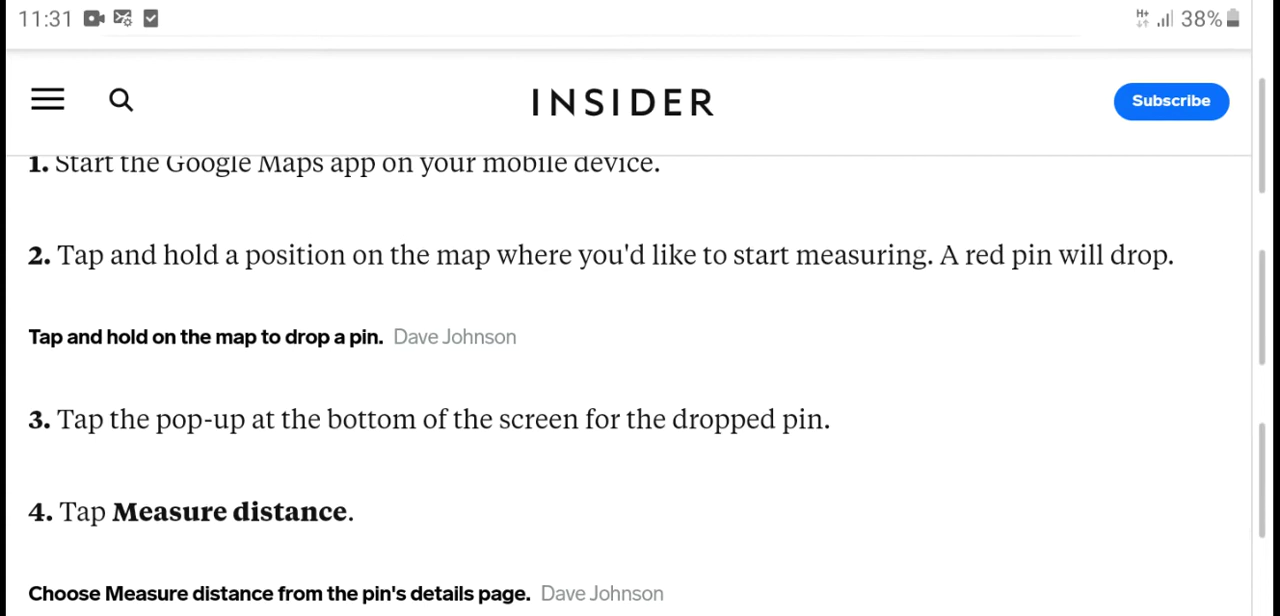 11:31 H+ 38%
INSIDER
Subscribe
1. Start the Google Maps app on your mobile device.
2. Tap and hold a position on the map where you'd like to start measuring. A red pin will drop.
Tap and hold on the map to drop a pin. Dave Johnson
3. Tap the pop-up at the bottom of the screen for the dropped pin.
4. Tap Measure distance.
Choose Measure distance from the pin's details page. Dave Johnson